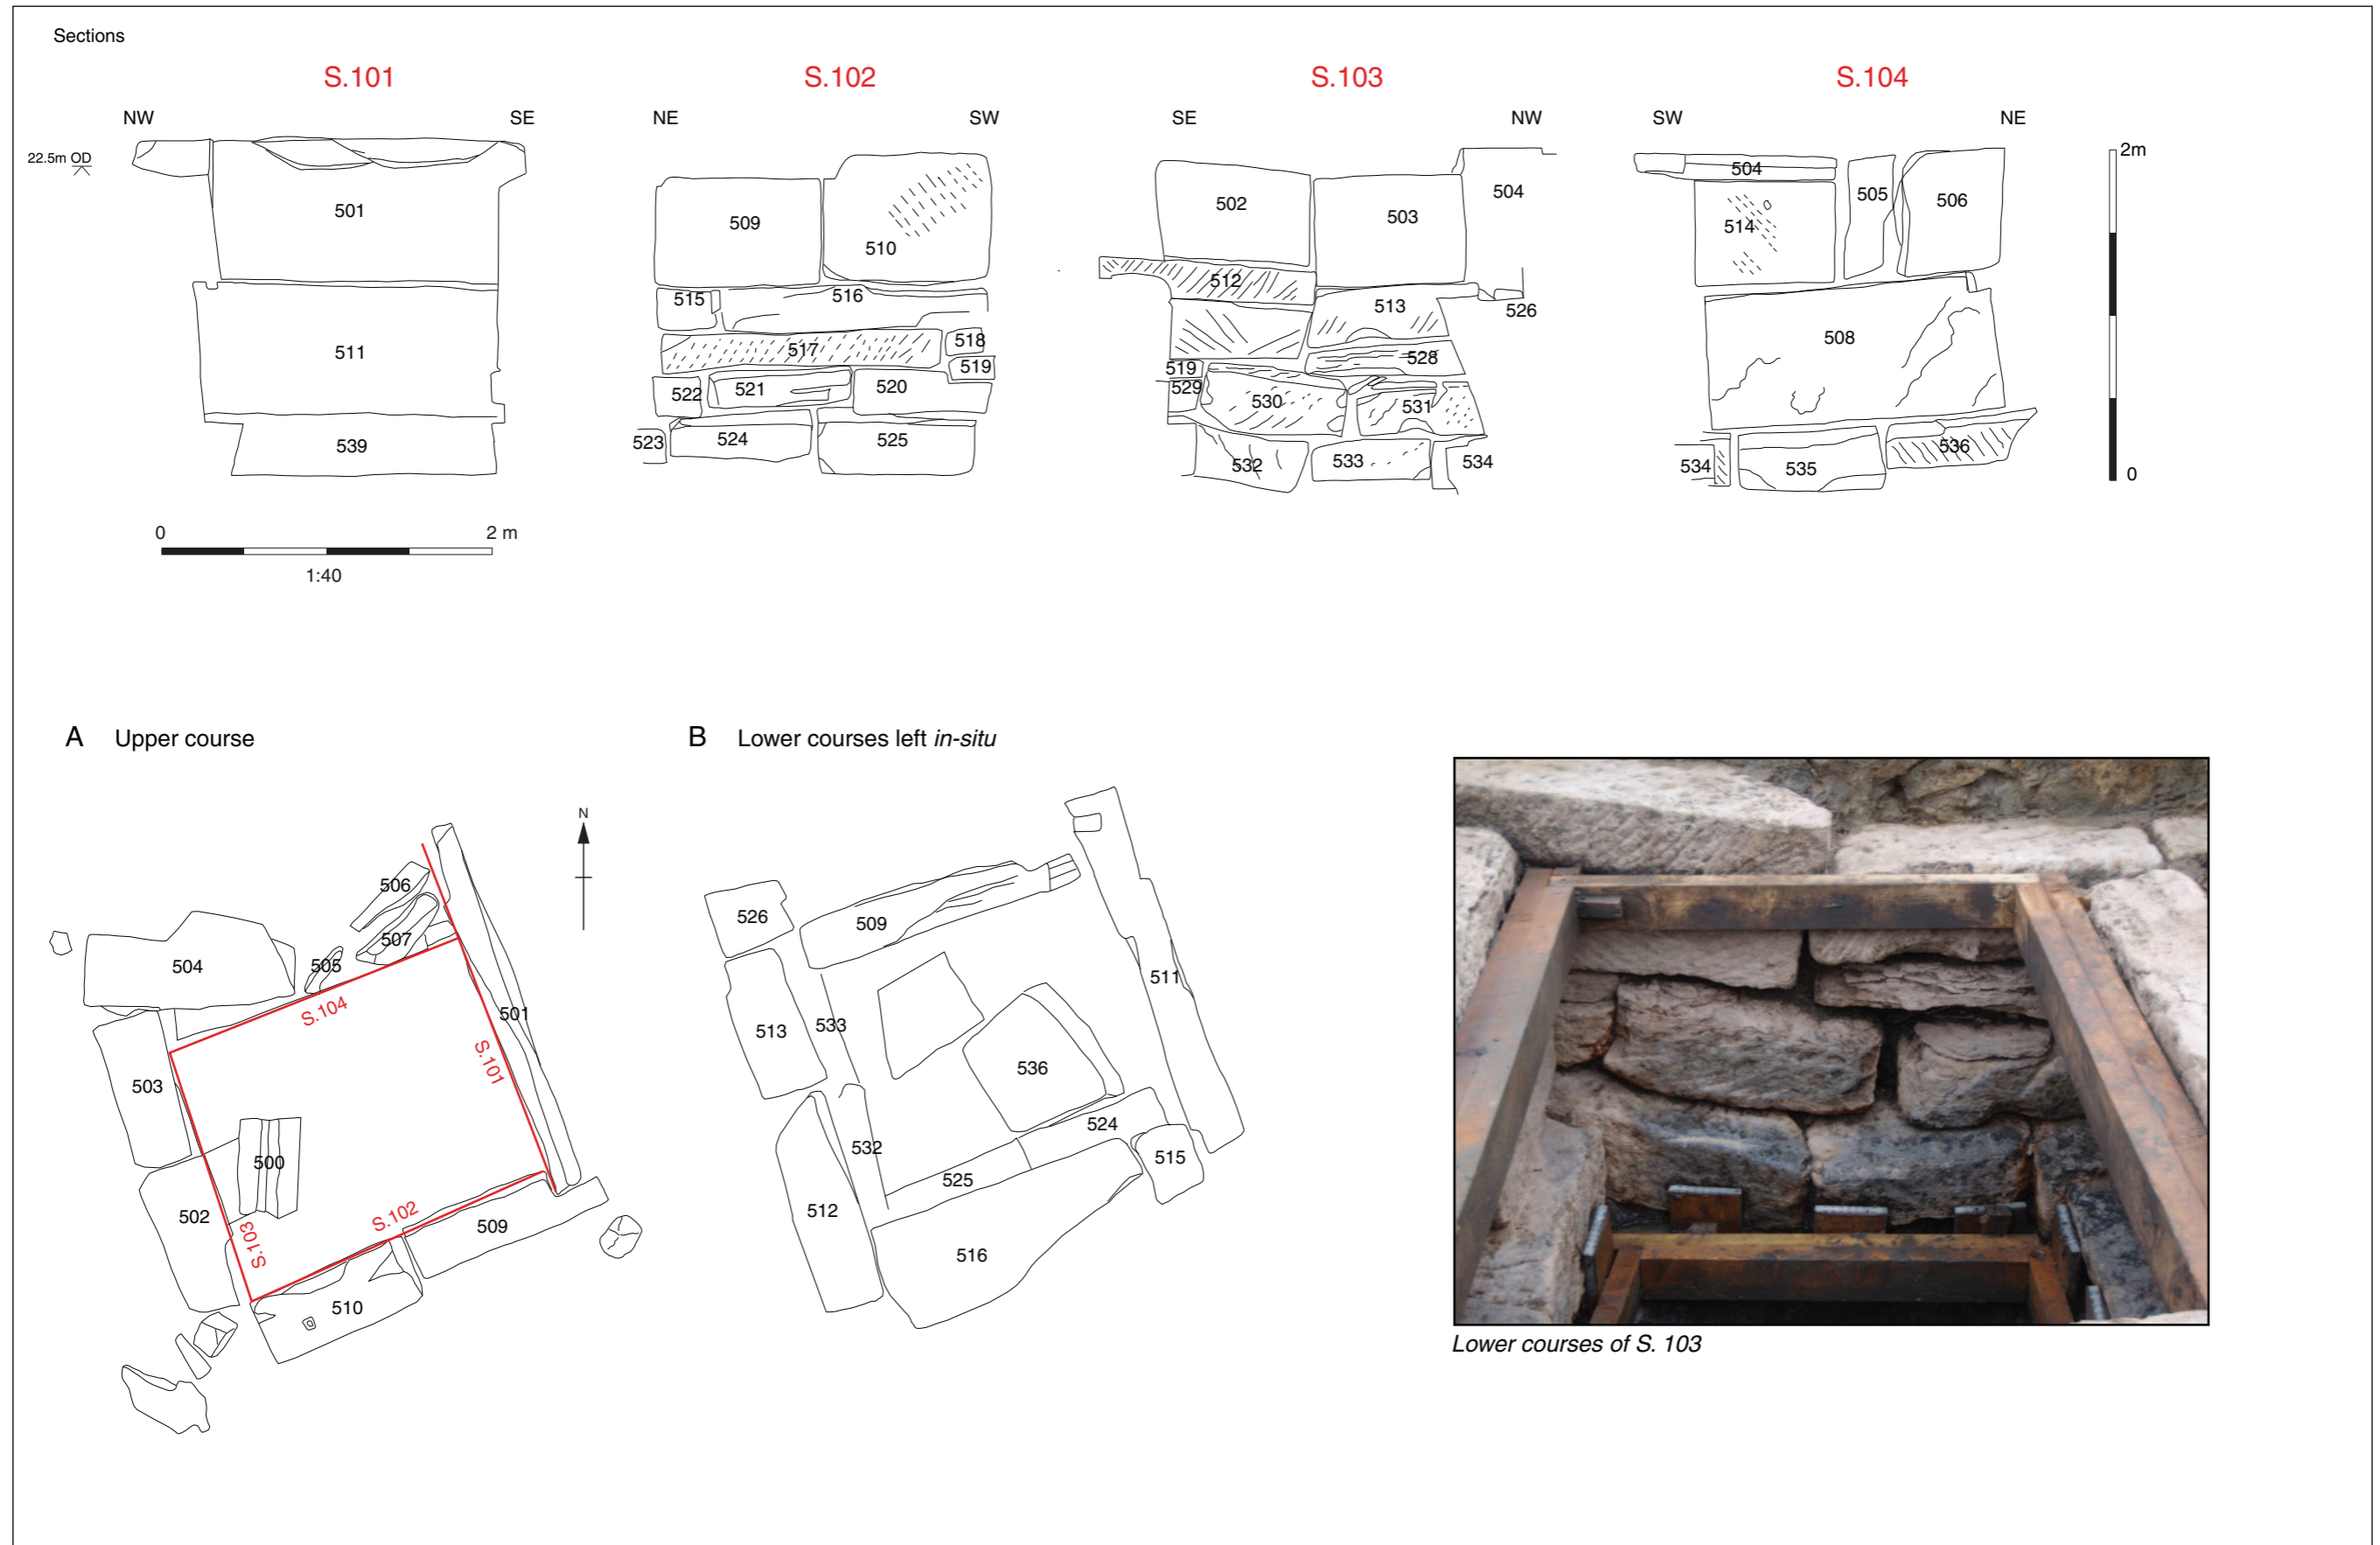 Sections
S.101
S.102
S.103
S.104
NW
SE
NE
SW
SE
NW
SW
NE
22.5m OD
501
511
539
509
510
515
516
517
518
519
522
521
520
523
524
525
502
503
504
512
513
526
528
519
529
530
531
532
533
534
504
514
505
506
508
534
535
536
2m
0
0
2 m
1:40
A Upper course
B Lower courses left in-situ
N
506
507
505
504
S.104
501
S.101
503
500
502
S.103
S.102
509
510
526
509
511
513
533
536
524
532
515
525
512
516
Lower courses of S. 103